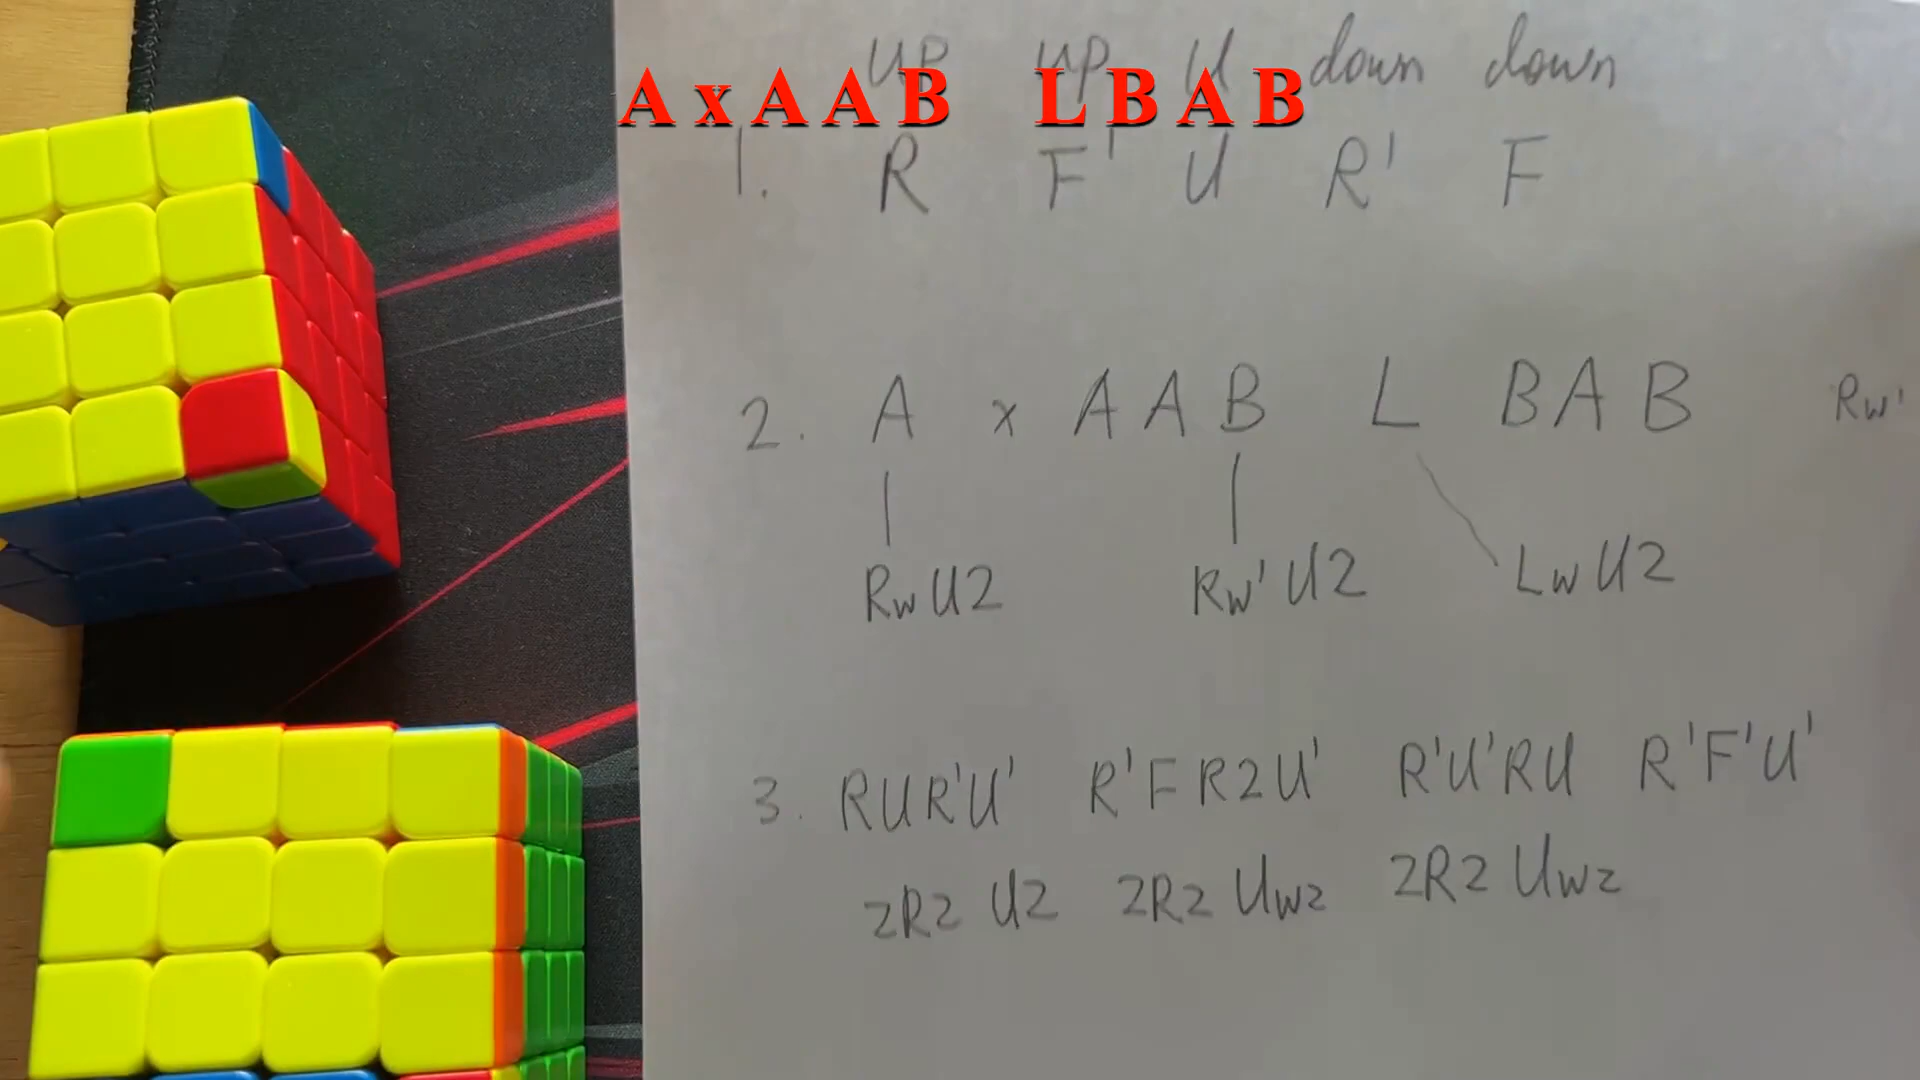 up up U down down
A x A A B L B A B
1. R F' U R' F
2. A x A A B L B A B Rw'
Rw U2 Rw' U2 Lw U2
3. R U R' U' R' F R2 U' R' U' R U R' F' U'
2R2 U2 2R2 Uw2 2R2 Uw2